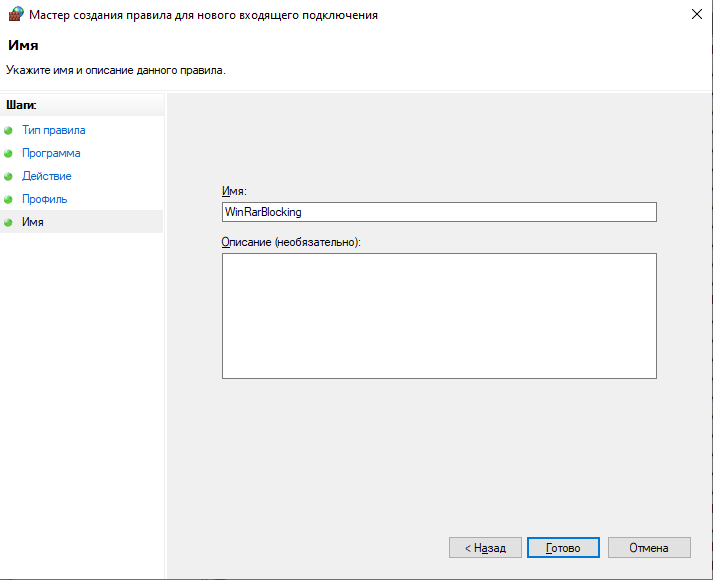 Мастер создания правила для нового входящего подключения
Имя
Укажите имя и описание данного правила.
Шаги:
Тип правила
Программа
Действие
Профиль
Имя
Имя:
WinRarBlocking
Описание (необязательно):
< Назад
Готово
Отмена